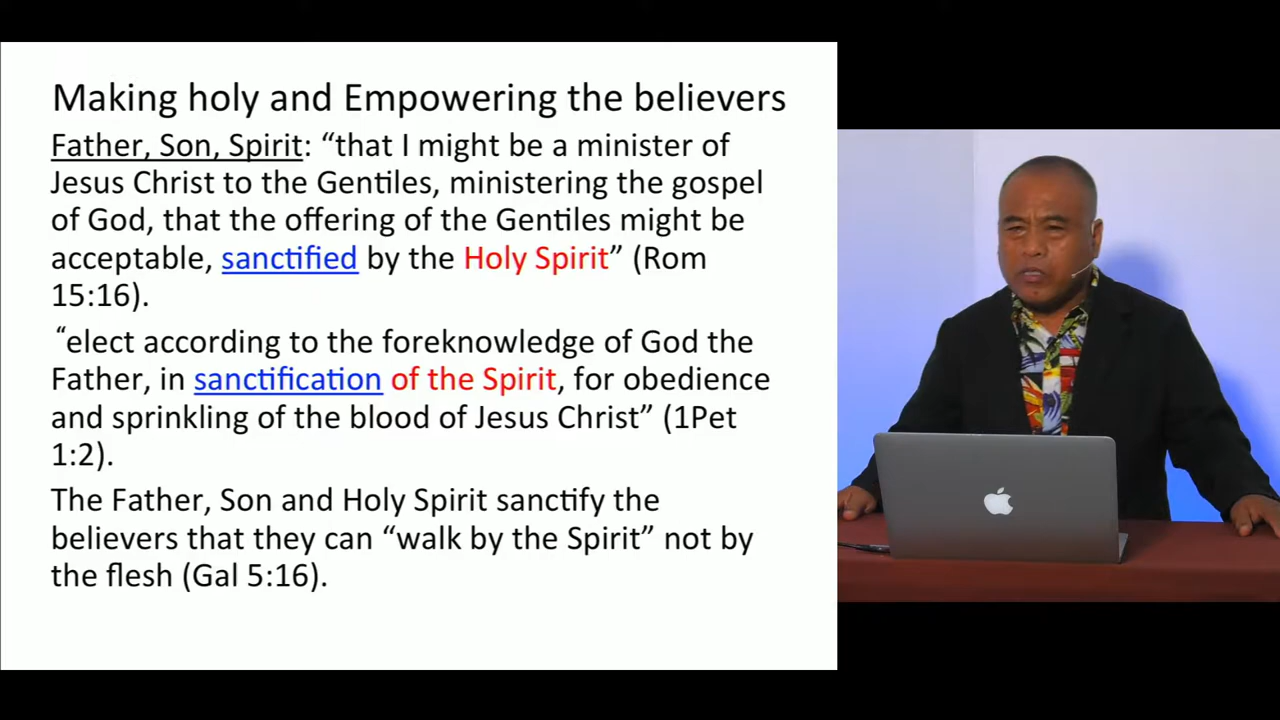 Making holy and Empowering the believers
Father, Son, Spirit: “that I might be a minister of
Jesus Christ to the Gentiles, ministering the gospel
of God, that the offering of the Gentiles might be
acceptable, sanctified by the Holy Spirit” (Rom
15:16).
“elect according to the foreknowledge of God the
Father, in sanctification of the Spirit, for obedience
and sprinkling of the blood of Jesus Christ” (1Pet
1:2).
The Father, Son and Holy Spirit sanctify the
believers that they can “walk by the Spirit” not by
the flesh (Gal 5:16).